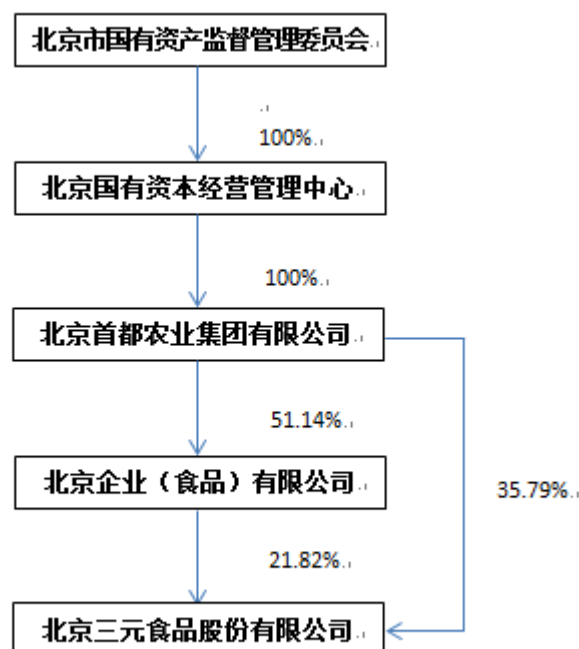 北京市国有资产监督管理委员会
100%
北京国有资本经营管理中心
100%
北京首都农业集团有限公司
51.14%
北京企业（食品）有限公司
35.79%
21.82%
北京三元食品股份有限公司